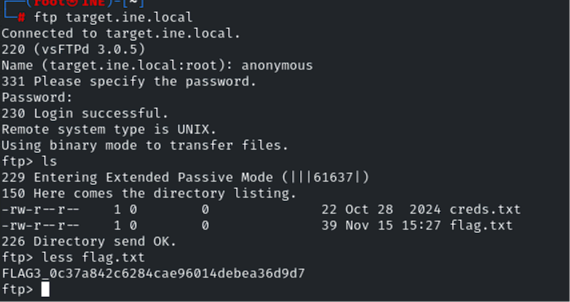 (root㉿INE)-[~]
# ftp target.ine.local
Connected to target.ine.local.
220 (vsFTPd 3.0.5)
Name (target.ine.local:root): anonymous
331 Please specify the password.
Password:
230 Login successful.
Remote system type is UNIX.
Using binary mode to transfer files.
ftp> ls
229 Entering Extended Passive Mode (|||61637|)
150 Here comes the directory listing.
-rw-r--r-- 1 0 0 22 Oct 28 2024 creds.txt
-rw-r--r-- 1 0 0 39 Nov 15 15:27 flag.txt
226 Directory send OK.
ftp> less flag.txt
FLAG3_0c37a842c6284cae96014debea36d9d7
ftp>